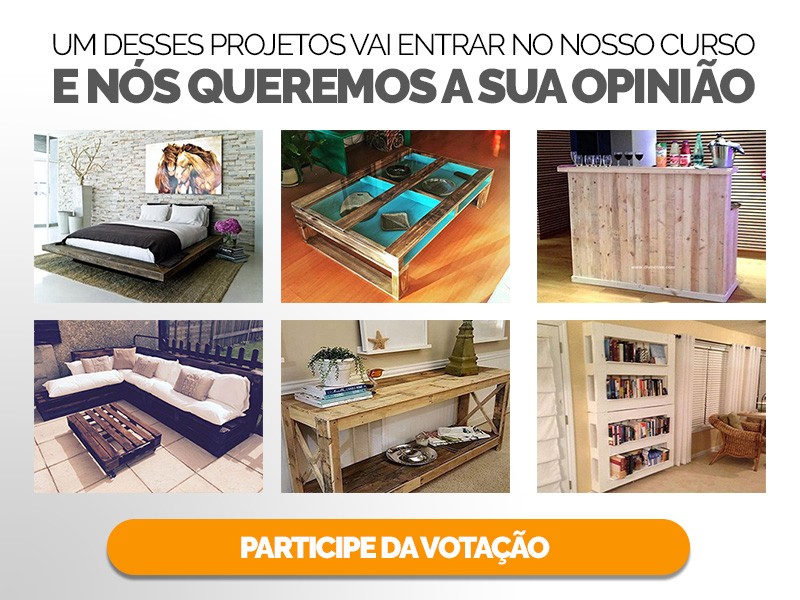 UM DESSES PROJETOS VAI ENTRAR NO NOSSO CURSO
E NÓS QUEREMOS A SUA OPINIÃO
PARTICIPE DA VOTAÇÃO